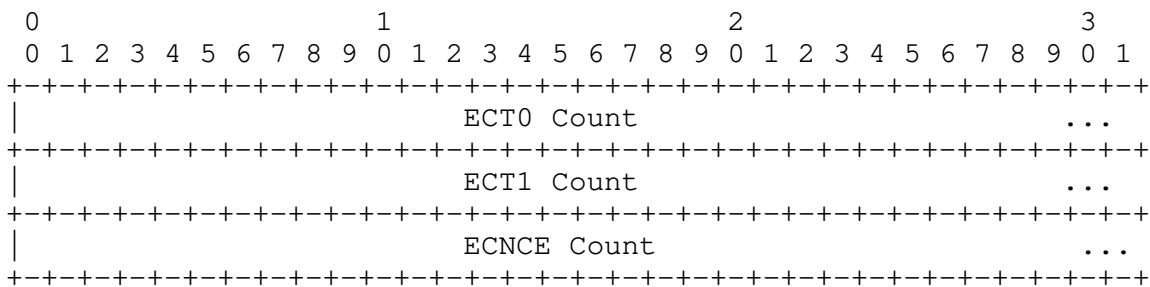 0                   1                   2                   3
 0 1 2 3 4 5 6 7 8 9 0 1 2 3 4 5 6 7 8 9 0 1 2 3 4 5 6 7 8 9 0 1
+-+-+-+-+-+-+-+-+-+-+-+-+-+-+-+-+-+-+-+-+-+-+-+-+-+-+-+-+-+-+-+-+
|                         ECT0 Count                        ...
+-+-+-+-+-+-+-+-+-+-+-+-+-+-+-+-+-+-+-+-+-+-+-+-+-+-+-+-+-+-+-+-+
|                         ECT1 Count                        ...
+-+-+-+-+-+-+-+-+-+-+-+-+-+-+-+-+-+-+-+-+-+-+-+-+-+-+-+-+-+-+-+-+
|                         ECNCE Count                        ...
+-+-+-+-+-+-+-+-+-+-+-+-+-+-+-+-+-+-+-+-+-+-+-+-+-+-+-+-+-+-+-+-+